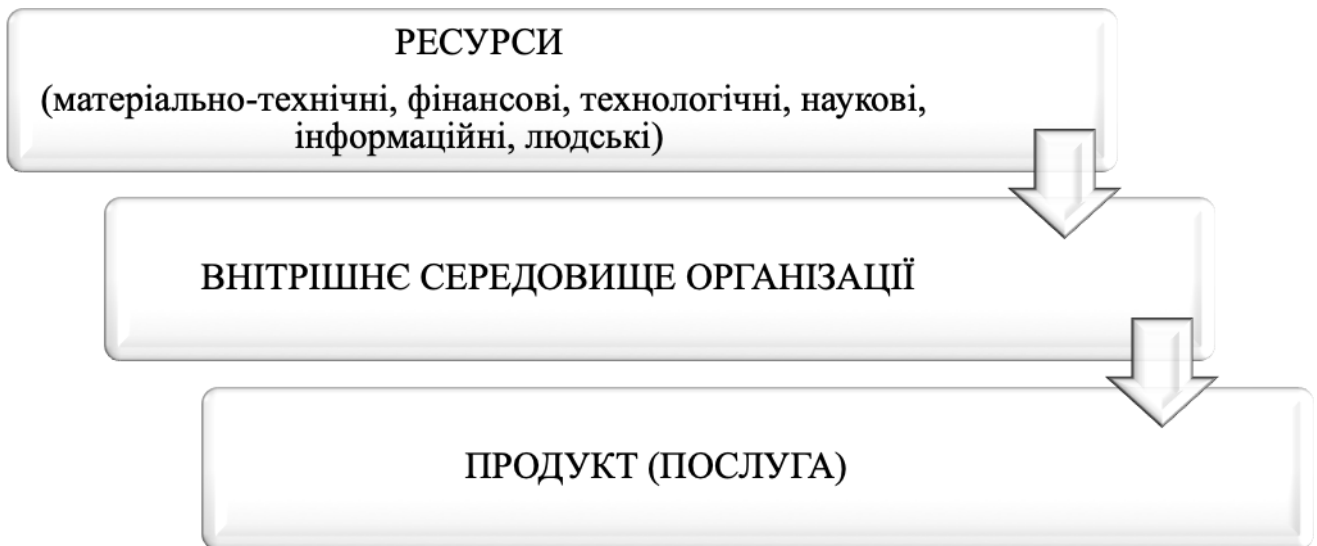 РЕСУРСИ
(матеріально-технічні, фінансові, технологічні, наукові,
інформаційні, людські)
ВНІТРІШНЄ СЕРЕДОВИЩЕ ОРГАНІЗАЦІЇ
ПРОДУКТ (ПОСЛУГА)